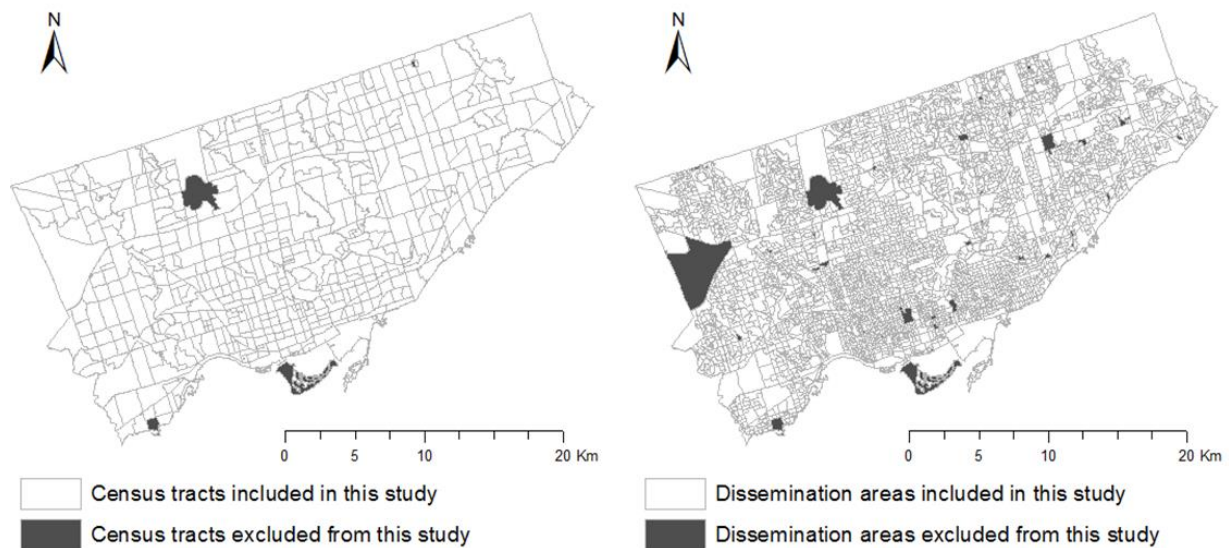 N
0 5 10 20 Km
Census tracts included in this study
Census tracts excluded from this study
N
0 5 10 20 Km
Dissemination areas included in this study
Dissemination areas excluded from this study